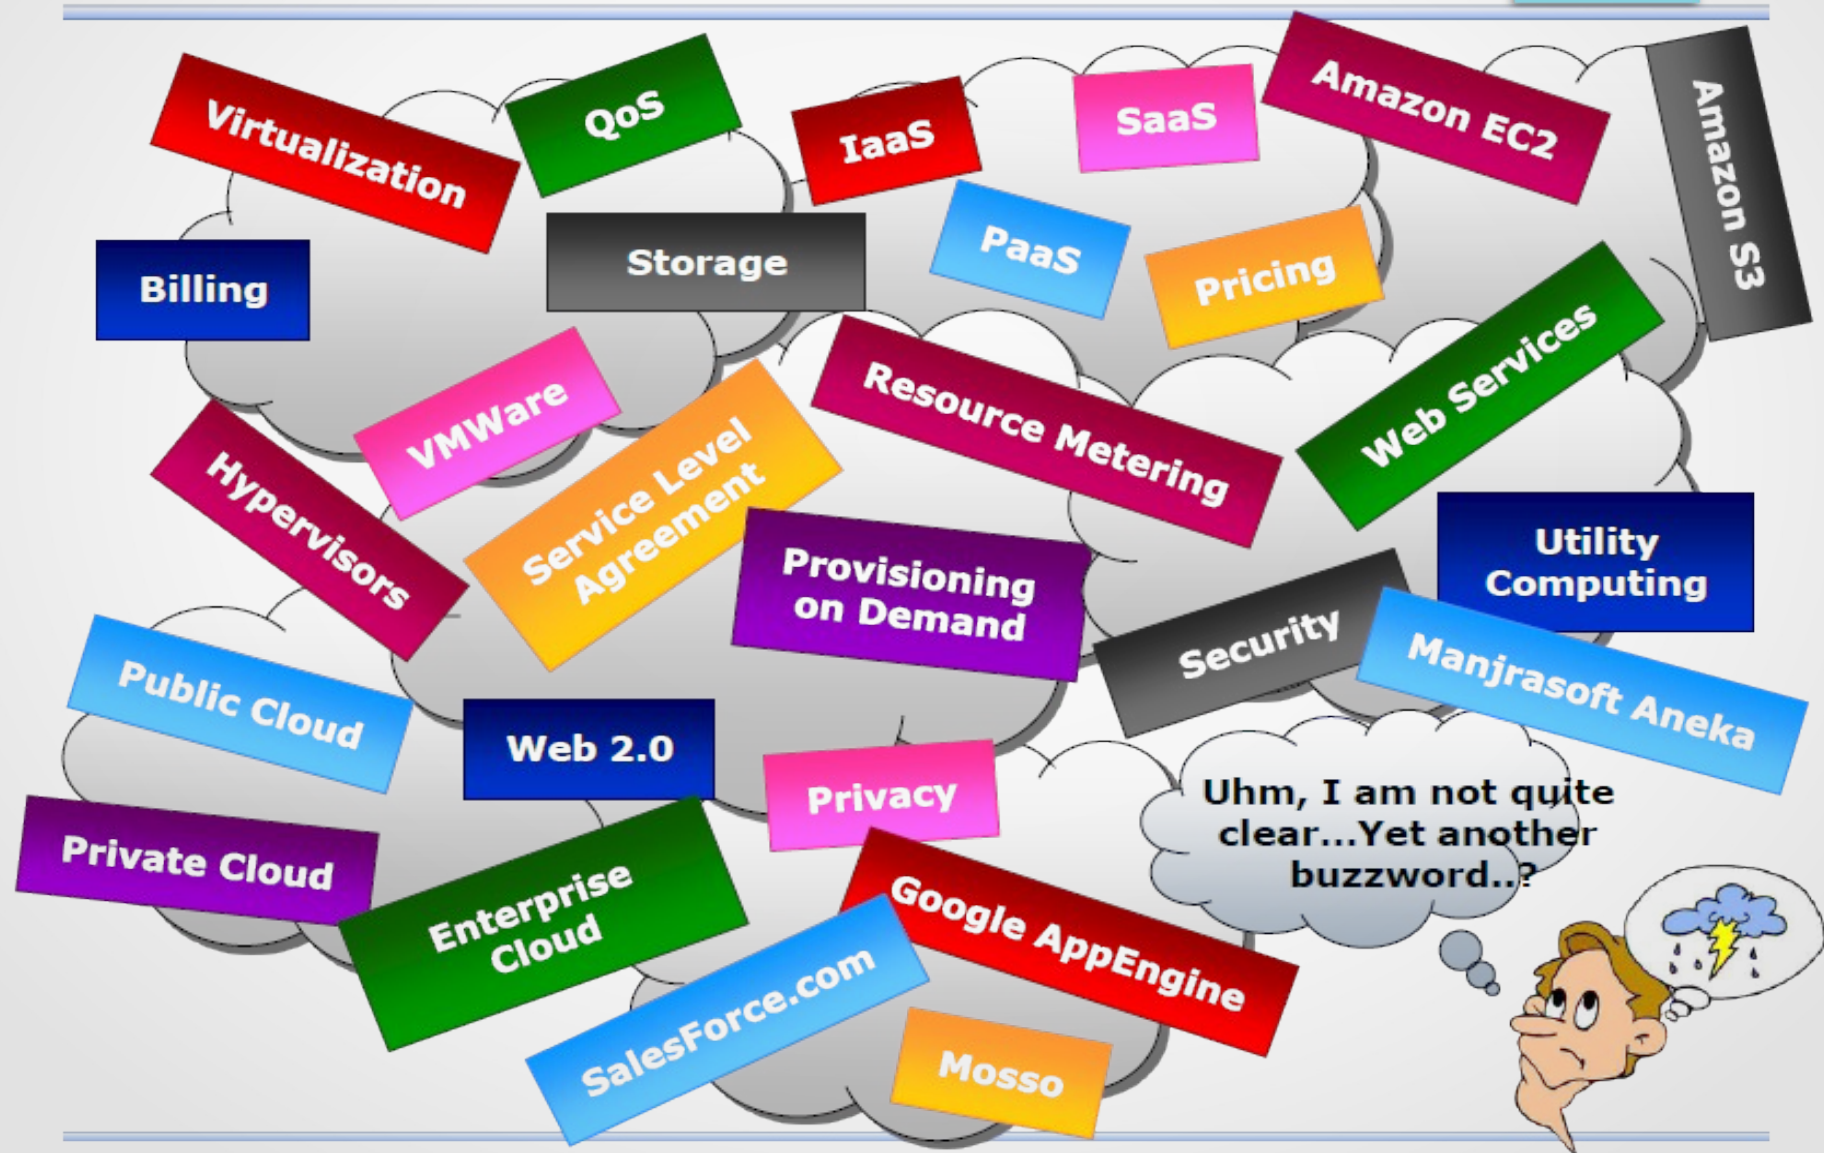 Virtualization
QoS
IaaS
SaaS
Amazon EC2
Amazon S3
Billing
Storage
PaaS
Pricing
VMWare
Resource Metering
Web Services
Hypervisors
Service Level
Agreement
Provisioning
on Demand
Utility
Computing
Security
Manjrasoft Aneka
Public Cloud
Web 2.0
Privacy
Uhm, I am not quite
clear...Yet another
buzzword..?
Private Cloud
Enterprise
Cloud
Google AppEngine
SalesForce.com
Mosso